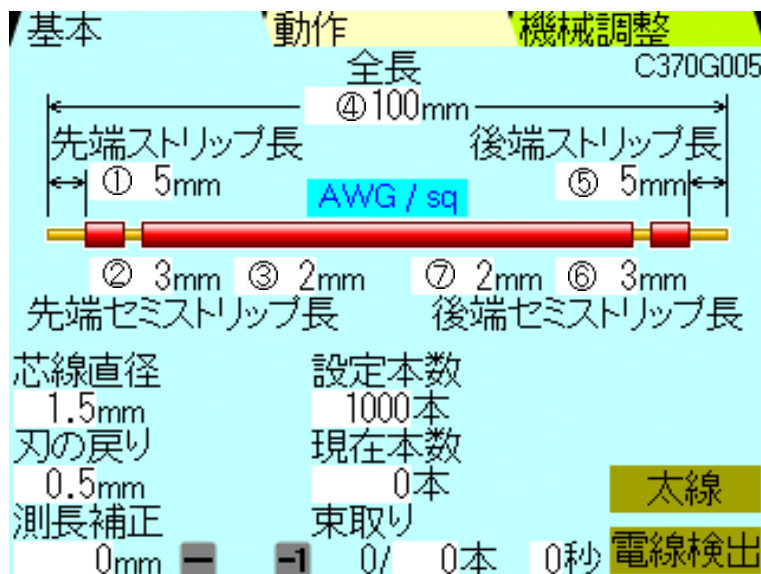 基本 動作 機械調整
全長 C370G005
④100mm
先端ストリップ長 後端ストリップ長
① 5mm ⑤ 5mm
AWG / sq
② 3mm ③ 2mm ⑦ 2mm ⑥ 3mm
先端セミストリップ長 後端セミストリップ長
芯線直径 設定本数
1.5mm 1000本
刃の戻り 現在本数
0.5mm 0本 太線
測長補正 束取り
0mm ー -1 0/ 0本 0秒 電線検出